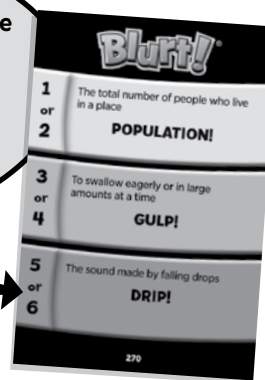 e
Blurt!®
1
or
2
The total number of people who live
in a place
POPULATION!
3
or
4
To swallow eagerly or in large
amounts at a time
GULP!
5
or
6
The sound made by falling drops
DRIP!
270